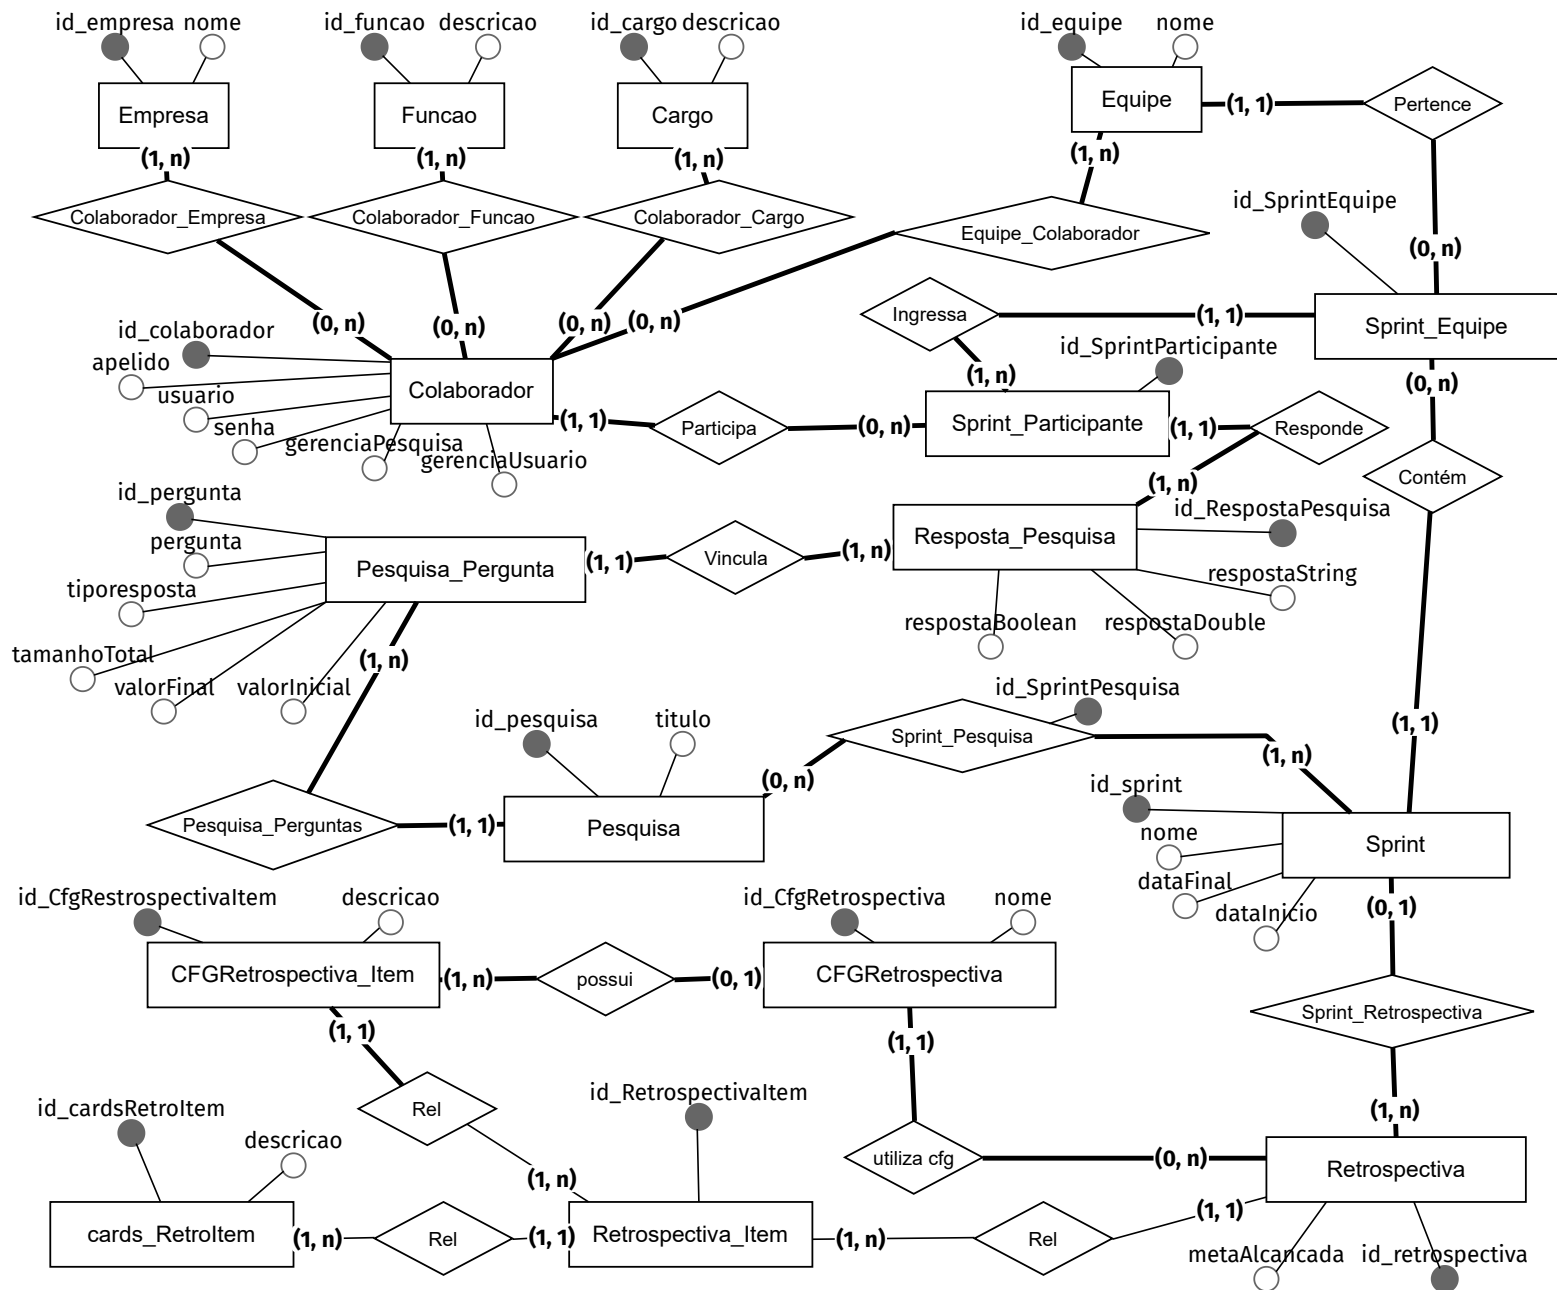 id_empresa nome
id_funcao descricao
id_cargo descricao
id_equipe nome
Empresa
Funcao
Cargo
Equipe
(1, 1)
Pertence
(1, n)
(1, n)
(1, n)
(1, n)
Colaborador_Empresa
Colaborador_Funcao
Colaborador_Cargo
Equipe_Colaborador
id_SprintEquipe
(0, n)
(0, n)
(0, n)
(0, n)
(0, n)
Ingressa
(1, 1)
Sprint_Equipe
id_colaborador
apelido
usuario
senha
gerenciaPesquisa
gerenciaUsuario
Colaborador
(1, 1)
Participa
(0, n)
(1, n)
id_SprintParticipante
Sprint_Participante
(1, 1)
Responde
(0, n)
Contém
(1, n)
id_pergunta
pergunta
tiporesposta
tamanhoTotal
valorFinal
valorInicial
Pesquisa_Pergunta
(1, 1)
Vincula
(1, n)
Resposta_Pesquisa
id_RespostaPesquisa
respostaString
respostaBoolean
respostaDouble
(1, n)
id_pesquisa
titulo
id_SprintPesquisa
Sprint_Pesquisa
(1, n)
(1, 1)
(0, n)
Pesquisa_Perguntas
(1, 1)
Pesquisa
id_sprint
nome
dataFinal
dataInicio
Sprint
(0, 1)
id_CfgRestrospectivaItem
descricao
id_CfgRetrospectiva
nome
CFGRetrospectiva_Item
(1, n)
possui
(0, 1)
CFGRetrospectiva
Sprint_Retrospectiva
(1, 1)
(1, 1)
Rel
id_RetrospectivaItem
(1, n)
id_cardsRetroItem
descricao
utiliza cfg
(0, n)
Retrospectiva
(1, n)
cards_RetroItem
(1, n)
Rel
(1, 1)
Retrospectiva_Item
(1, n)
Rel
(1, 1)
metaAlcancada
id_retrospectiva